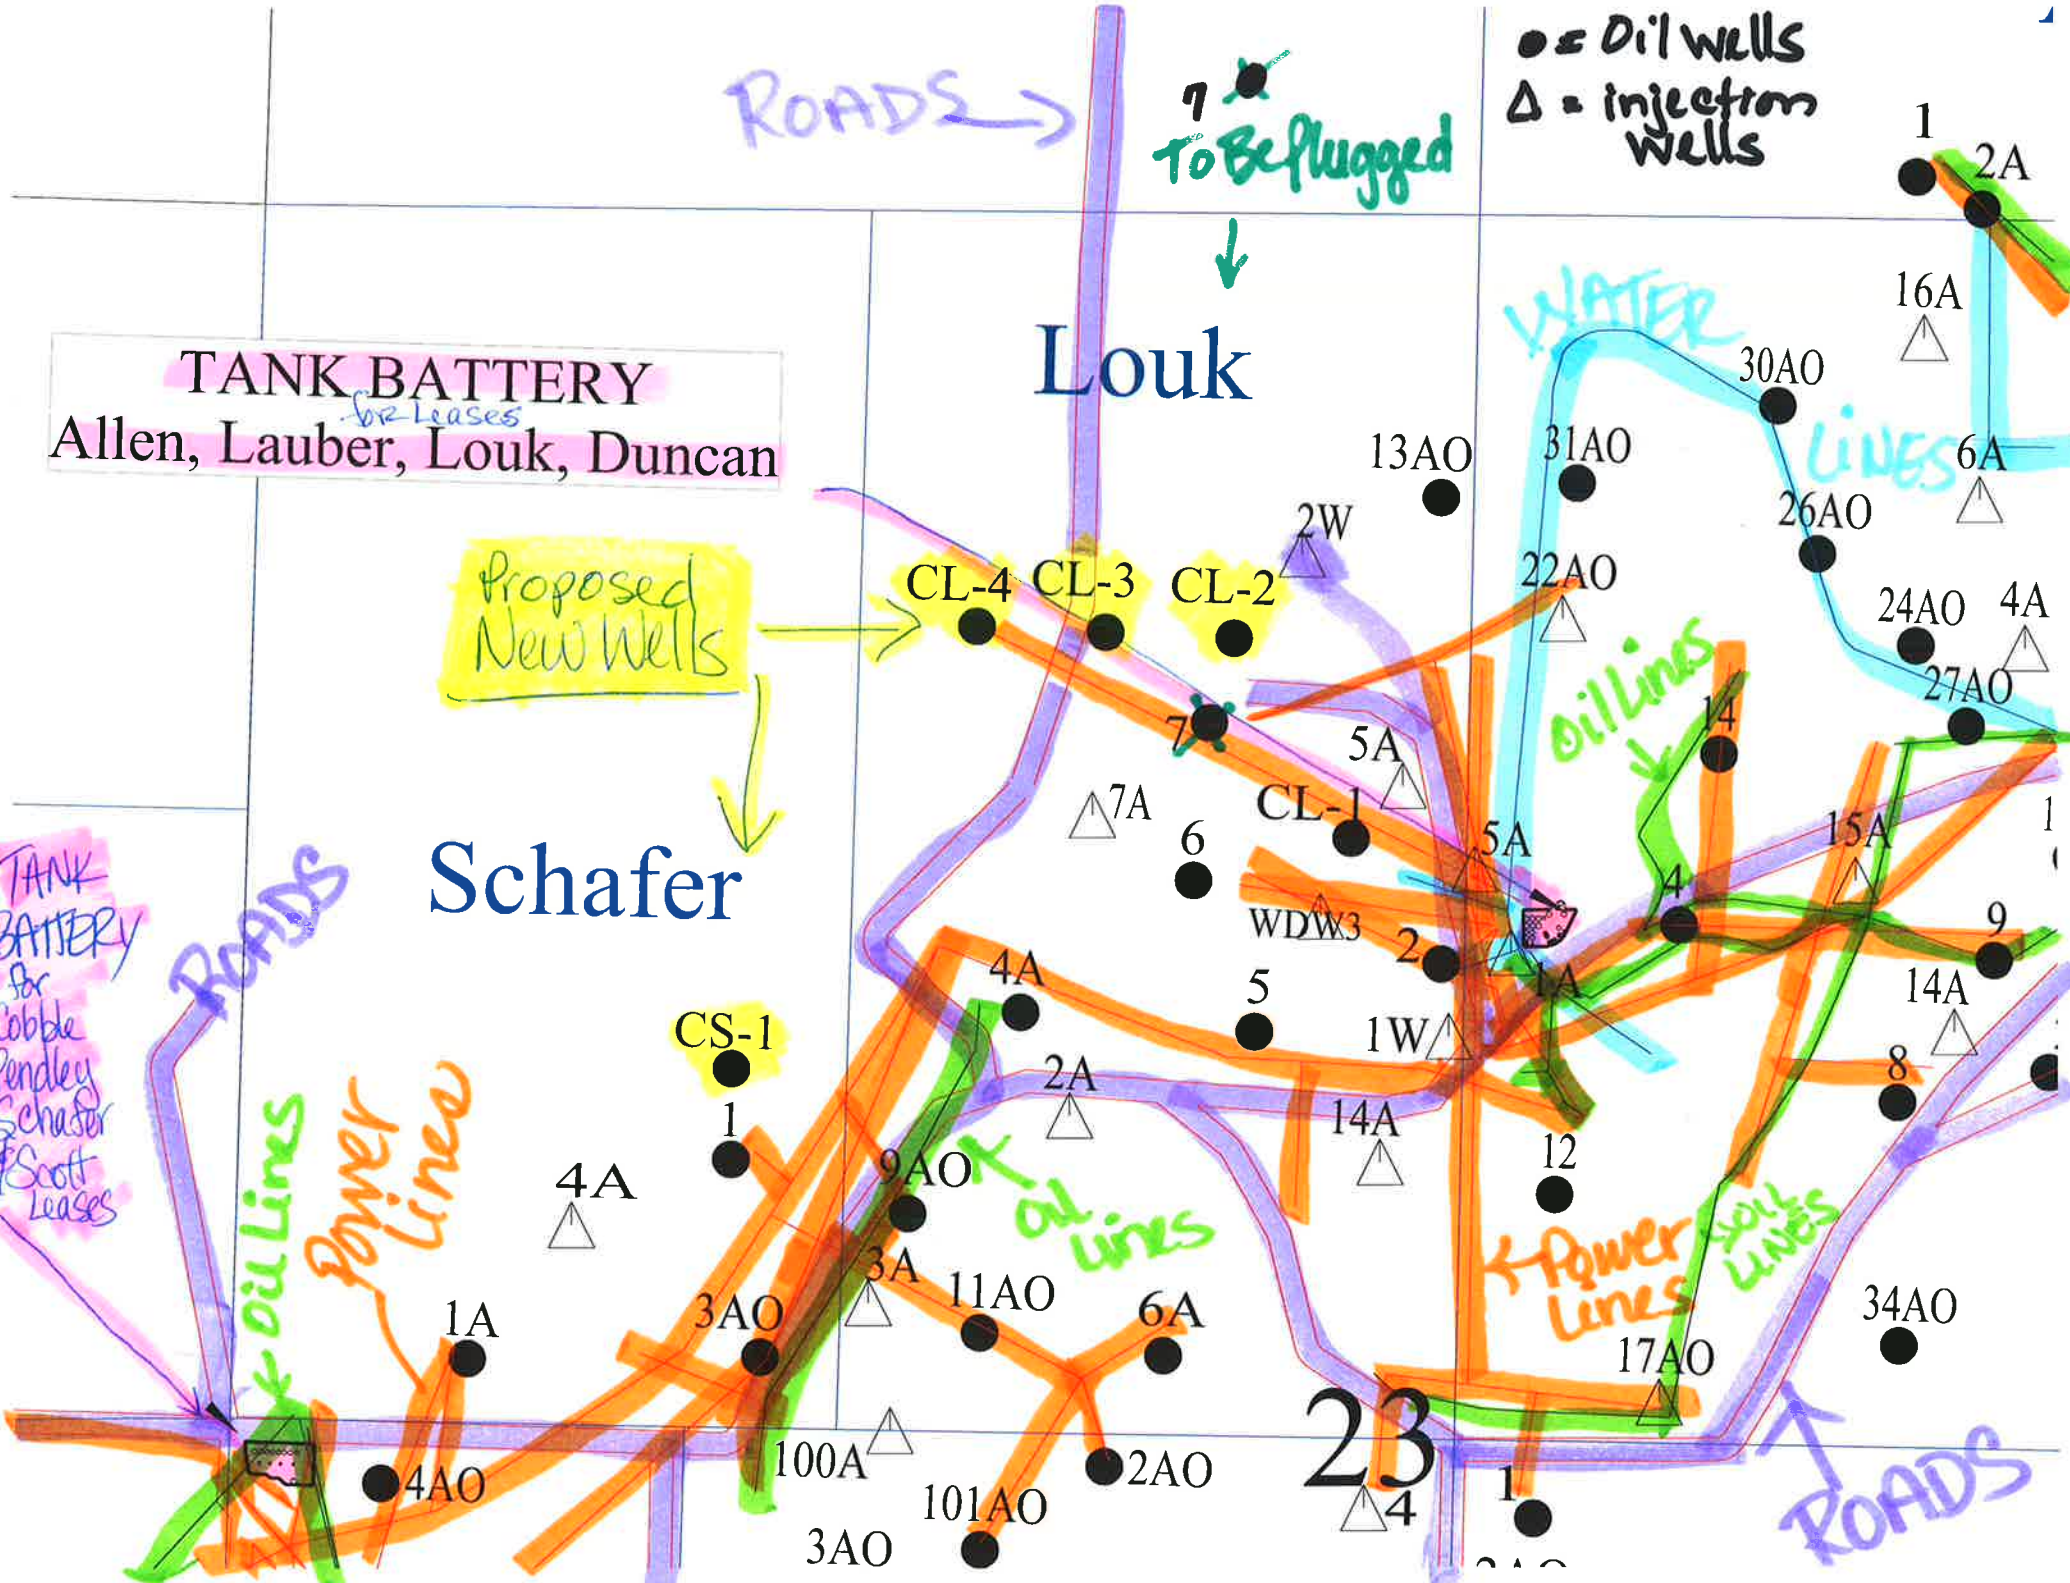 ROADS →
7
To Be Plugged
● = Oil Wells
Δ = injection
Wells
1
2A
TANK BATTERY
for Leases
Allen, Lauber, Louk, Duncan
Louk
WATER
LINES
16A
30AO
31AO
13AO
6A
2W
26AO
Proposed
New Wells
CL-4
CL-3
CL-2
22AO
24AO
4A
27AO
Oil Lines
14
7
5A
7A
CL-1
6
5A
15A
1
Schafer
TANK
BATTERY
for
Cobble
Pendley
Schafer
& Scott
Leases
ROADS
4
WDW3
2
9
4A
5
1A
14A
1W
CS-1
1
2A
14A
8
12
4A
9AO
Oil
Lines
Oil Lines
Power
Lines
Power
Lines
OIL
LINES
3A
11AO
6A
1A
3AO
17AO
34AO
23
100A
4AO
2AO
101AO
3AO
4
1
ROADS